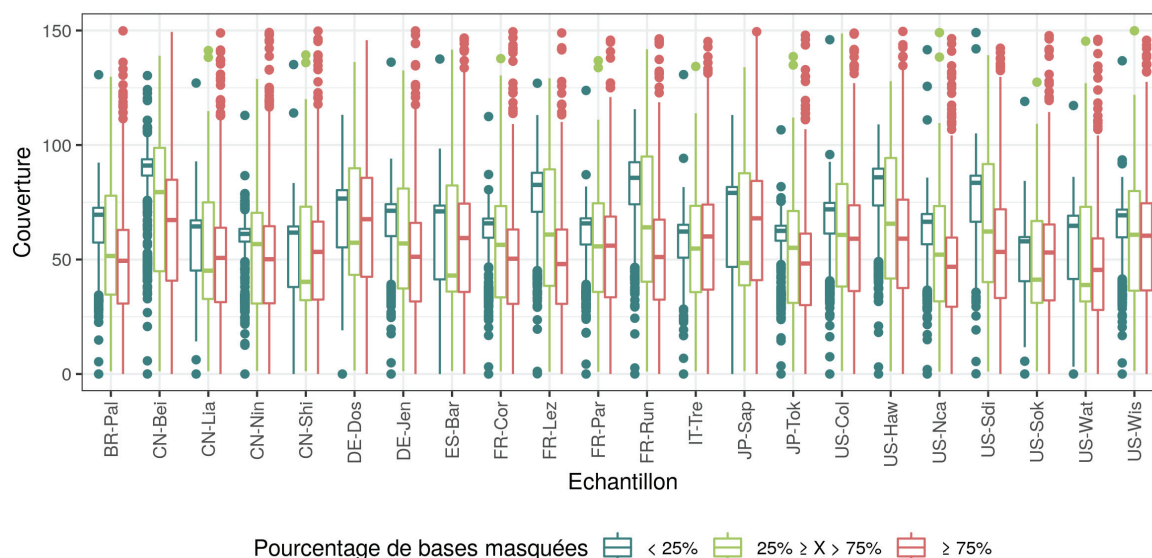 Couverture
150
100
50
0
BR-Pal
CN-Bei
CN-Lia
CN-Nin
CN-Shi
DE-Dos
DE-Jen
ES-Bar
FR-Cor
FR-Lez
FR-Par
FR-Run
IT-Tre
JP-Sap
JP-Tok
US-Col
US-Haw
US-Nca
US-Sdi
US-Sok
US-Wat
US-Wis
Echantillon
Pourcentage de bases masquées < 25% 25% ≥ X > 75% ≥ 75%